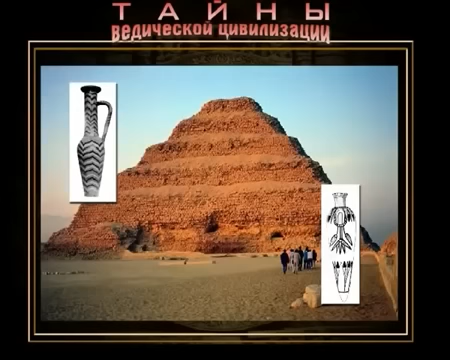 ТАЙНЫ
ведической цивилизации